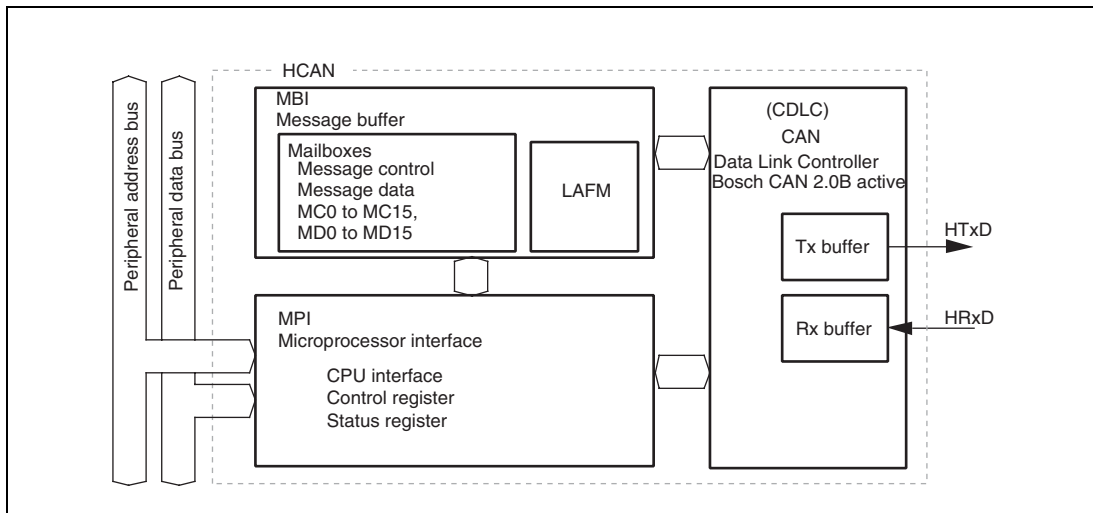 Peripheral address bus
Peripheral data bus
HCAN
MBI
Message buffer
Mailboxes
Message control
Message data
MC0 to MC15,
MD0 to MD15
LAFM
MPI
Microprocessor interface
CPU interface
Control register
Status register
(CDLC)
CAN
Data Link Controller
Bosch CAN 2.0B active
Tx buffer
HTxD
Rx buffer
HRxD